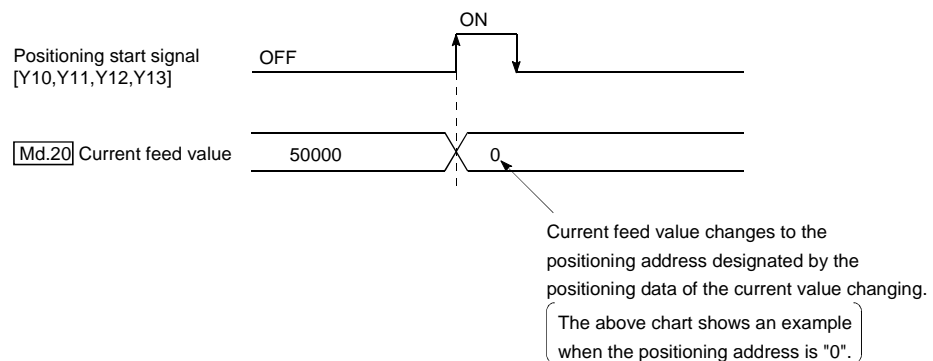 ON
Positioning start signal
OFF
[Y10,Y11,Y12,Y13]
Md.20 Current feed value
50000
0
Current feed value changes to the
positioning address designated by the
positioning data of the current value changing.
The above chart shows an example
when the positioning address is "0".